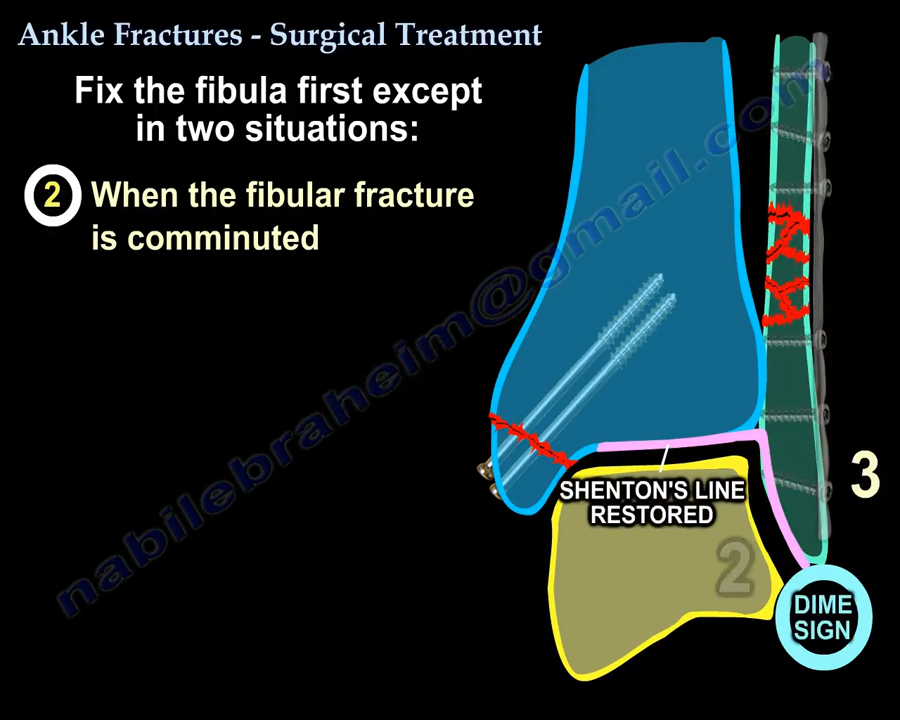 Ankle Fractures - Surgical Treatment
Fix the fibula first except
in two situations:
2 When the fibular fracture
is comminuted
nabilebraheim@gmail.com
3
SHENTON'S LINE
RESTORED
2
DIME
SIGN